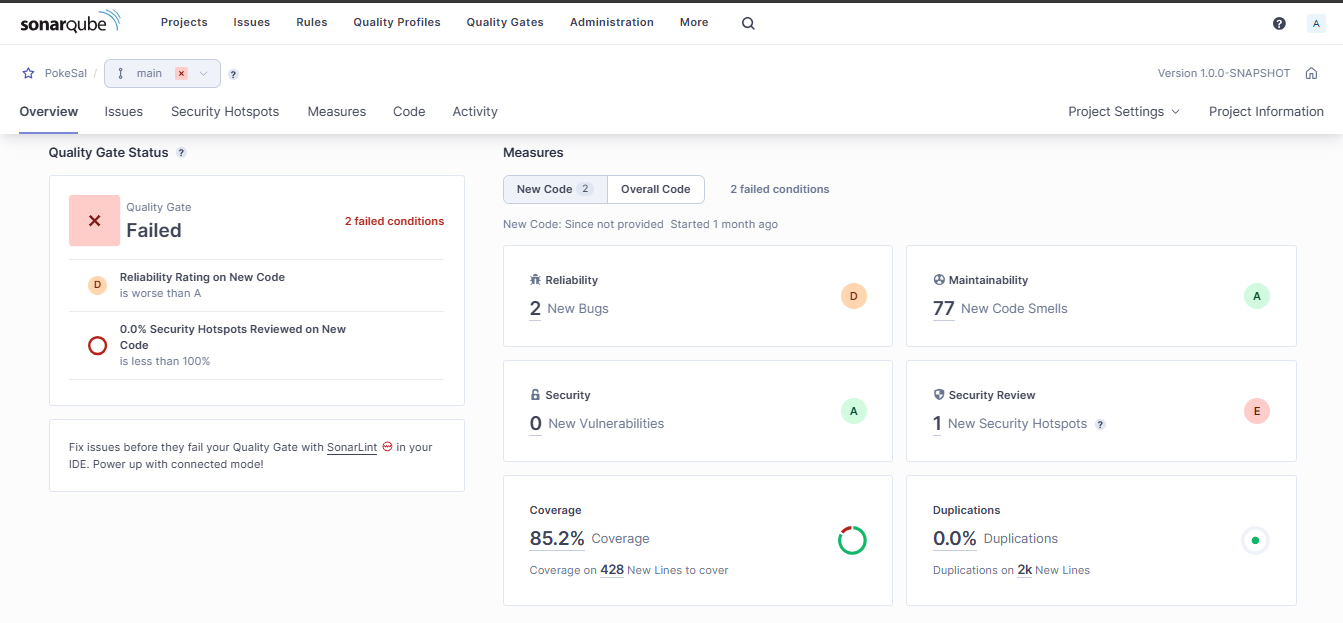 sonarqube Projects Issues Rules Quality Profiles Quality Gates Administration More ? A
PokeSal / main × ? Version 1.0.0-SNAPSHOT
Overview Issues Security Hotspots Measures Code Activity Project Settings Project Information
Quality Gate Status ?
Quality Gate
Failed
2 failed conditions
D
Reliability Rating on New Code
is worse than A
0.0% Security Hotspots Reviewed on New
Code
is less than 100%
Fix issues before they fail your Quality Gate with SonarLint in your
IDE. Power up with connected mode!
Measures
New Code 2 Overall Code 2 failed conditions
New Code: Since not provided Started 1 month ago
Reliability
2 New Bugs
D
Maintainability
77 New Code Smells
A
Security
0 New Vulnerabilities
A
Security Review
1 New Security Hotspots ?
E
Coverage
85.2% Coverage
Coverage on 428 New Lines to cover
Duplications
0.0% Duplications
Duplications on 2k New Lines